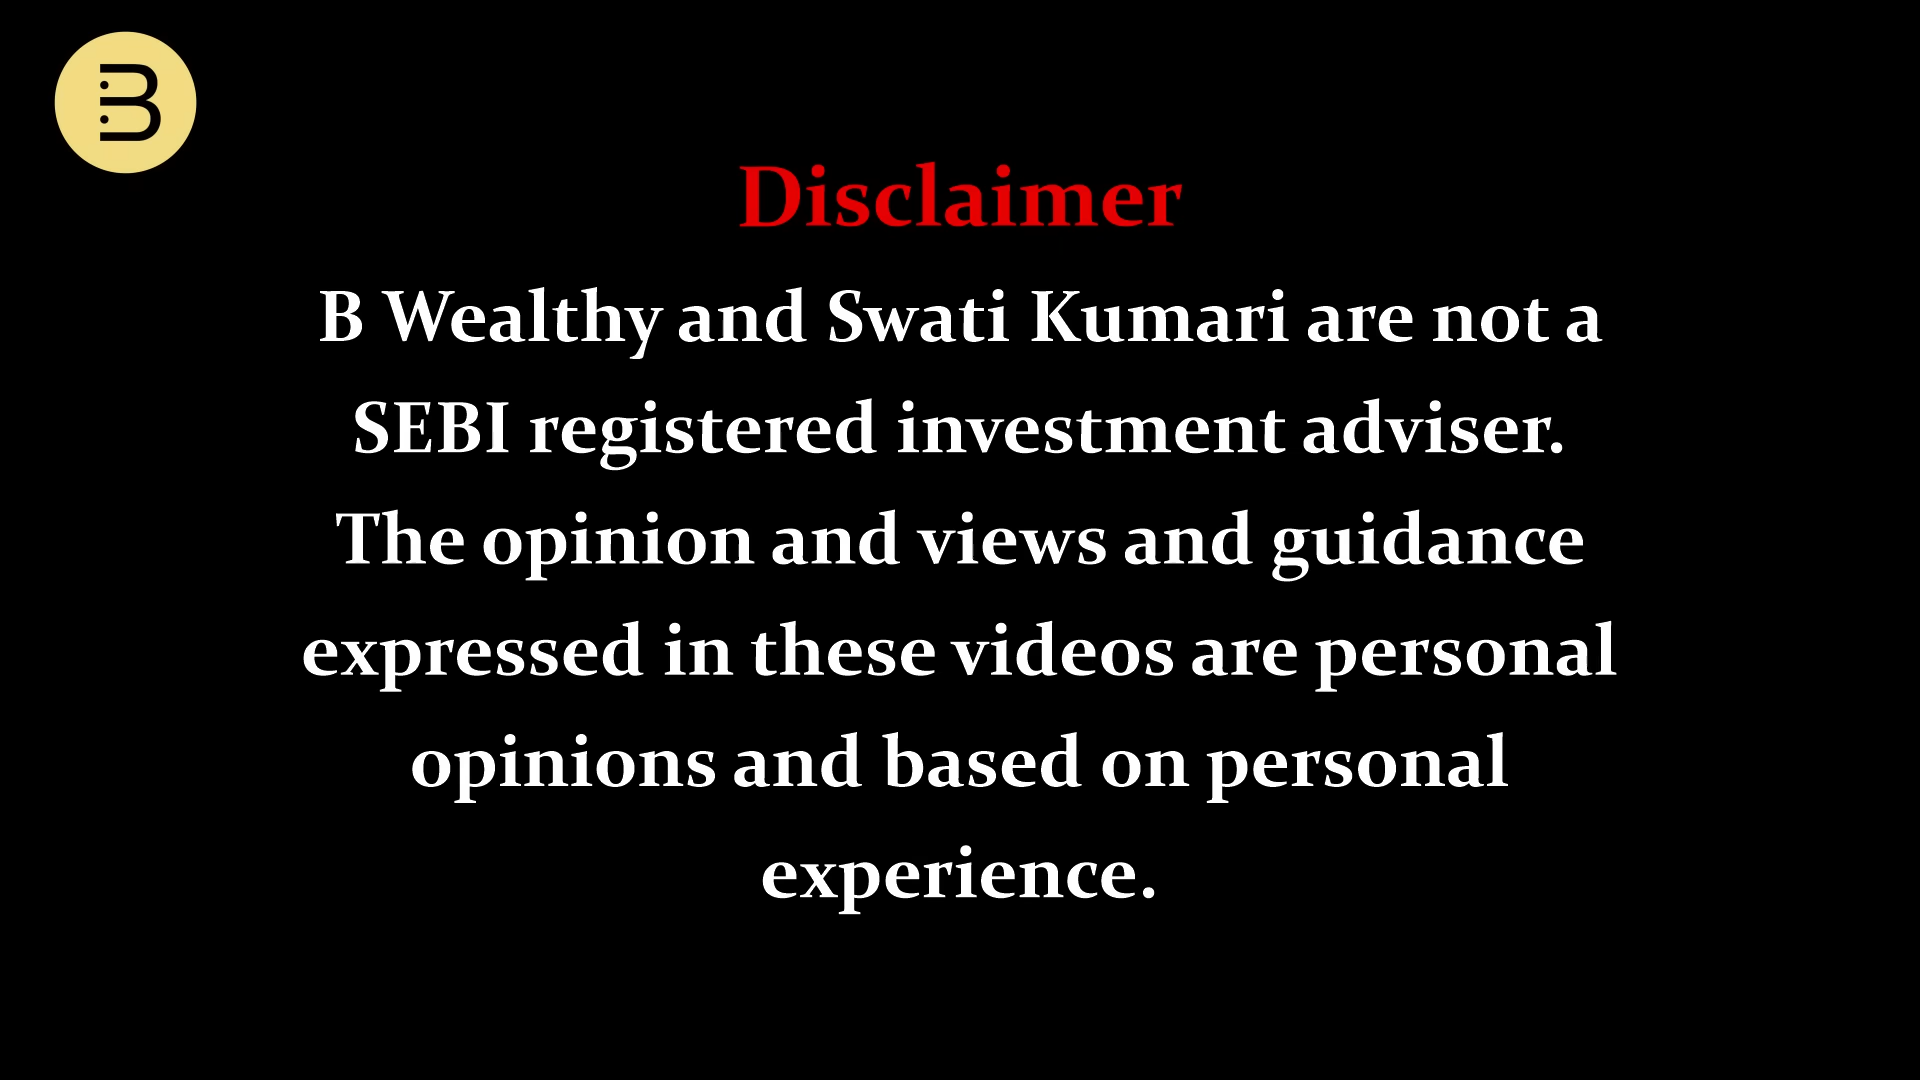 B
Disclaimer
B Wealthy and Swati Kumari are not a
SEBI registered investment adviser.
The opinion and views and guidance
expressed in these videos are personal
opinions and based on personal
experience.